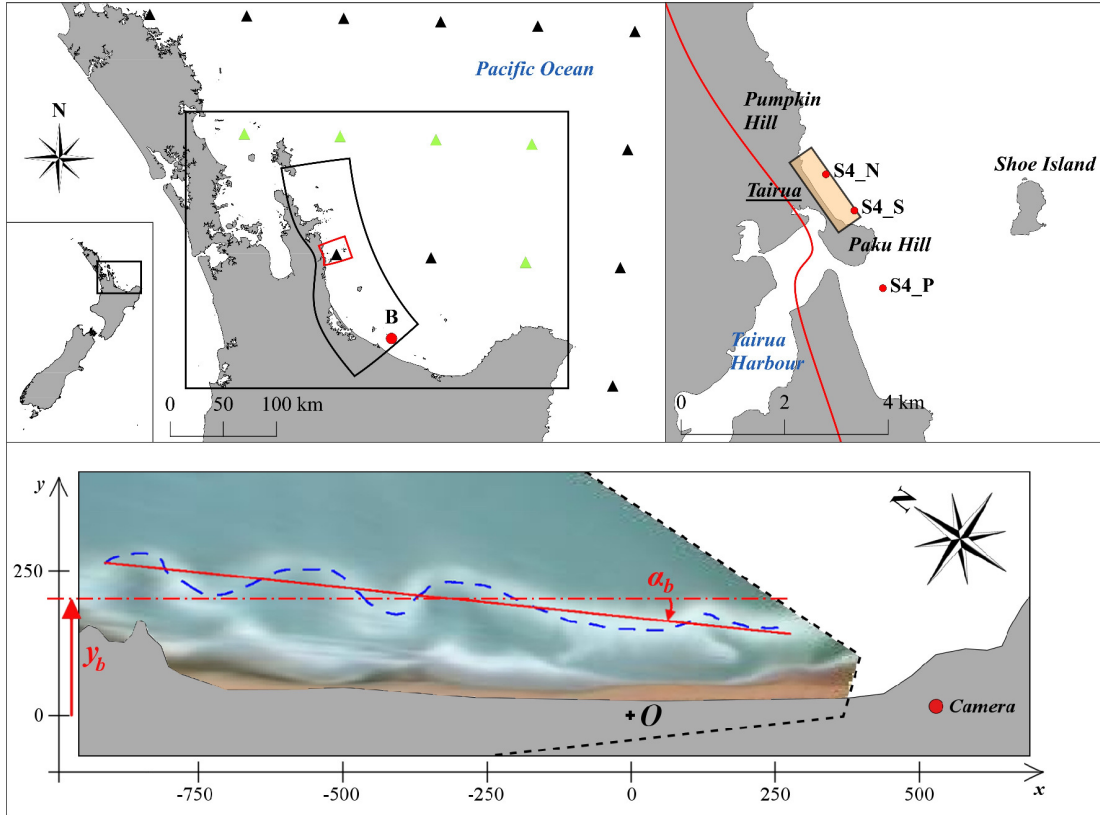 Pacific Ocean
N
B
0 50 100 km
Pumpkin
Hill
S4_N
Tairua
S4_S
Shoe Island
Paku Hill
S4_P
Tairua
Harbour
0 2 4 km
y
250
0
y_b
α_b
N
O
Camera
-750 -500 -250 0 250 500 x